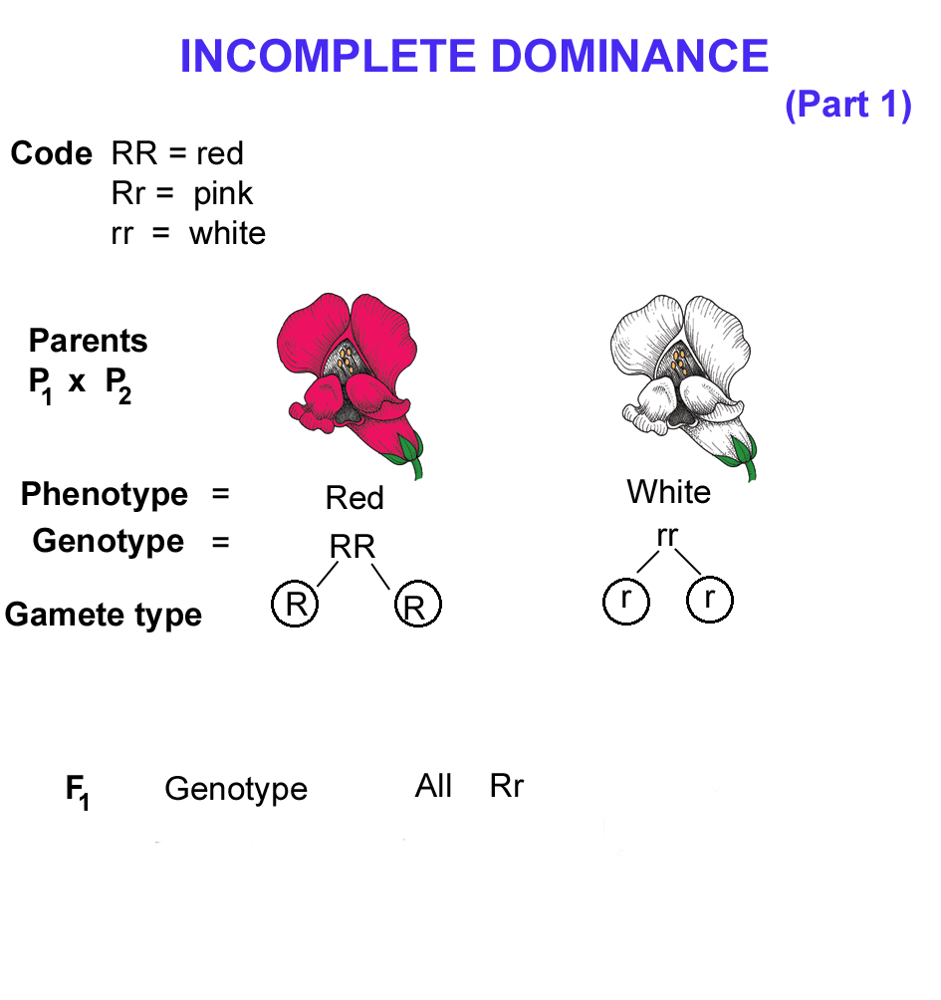 INCOMPLETE DOMINANCE
(Part 1)
Code RR = red
Rr = pink
rr = white
Parents
P1 x P2
Phenotype = Red White
Genotype = RR rr
Gamete type R R r r
F1 Genotype All Rr